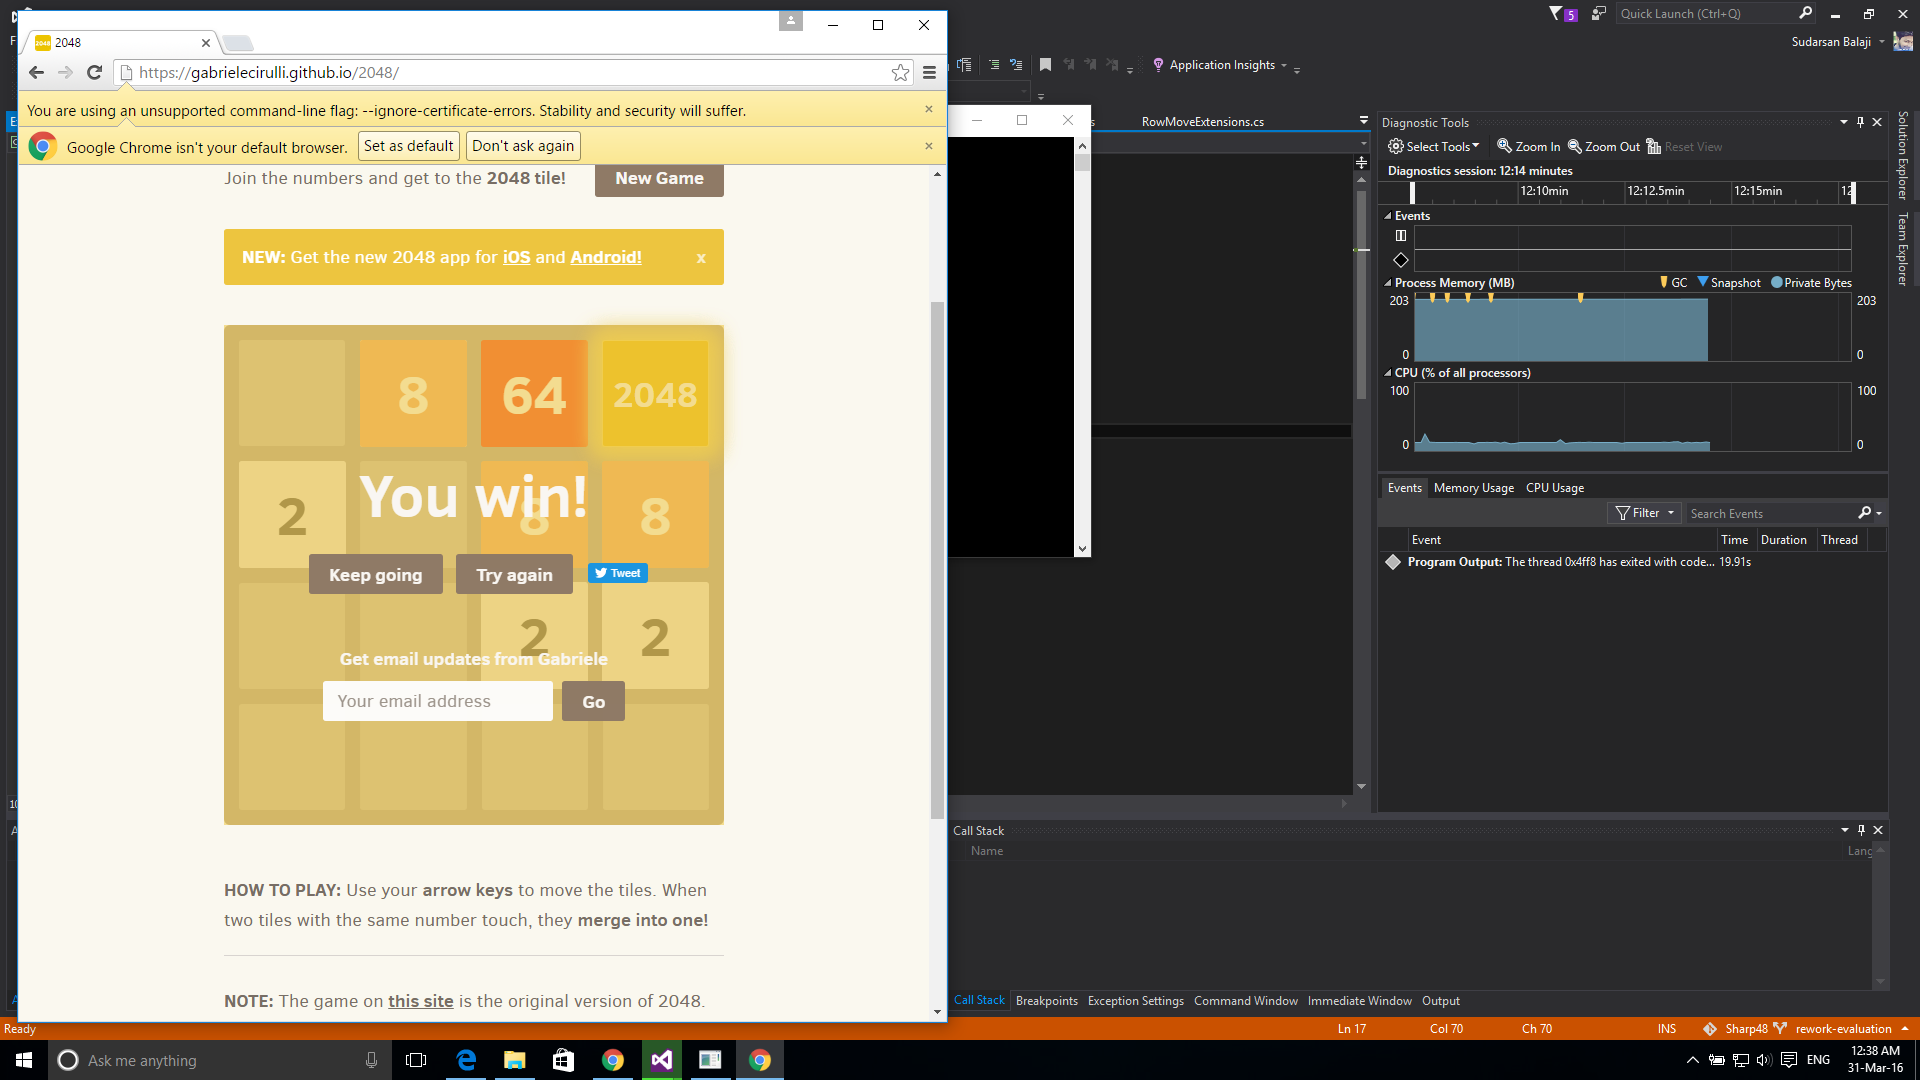 2048
https://gabrielecirulli.github.io/2048/
You are using an unsupported command-line flag: --ignore-certificate-errors. Stability and security will suffer.
Google Chrome isn't your default browser. Set as default Don't ask again
Join the numbers and get to the 2048 tile! New Game
NEW: Get the new 2048 app for iOS and Android! x
8 64 2048
You win!
2 8 8
Keep going Try again Tweet
2 2
Get email updates from Gabriele
Your email address Go
HOW TO PLAY: Use your arrow keys to move the tiles. When
two tiles with the same number touch, they merge into one!
NOTE: The game on this site is the original version of 2048.
5 Quick Launch (Ctrl+Q)
Sudarsan Balaji
Application Insights
RowMoveExtensions.cs
Diagnostic Tools
Select Tools Zoom In Zoom Out Reset View
Diagnostics session: 12:14 minutes
12:10min 12:12.5min 12:15min
Events
Process Memory (MB) GC Snapshot Private Bytes
203 203
0 0
CPU (% of all processors)
100 100
0 0
Events Memory Usage CPU Usage
Filter Search Events
Event Time Duration Thread
Program Output: The thread 0x4ff8 has exited with code... 19.91s
Solution Explorer
Team Explorer
Call Stack
Name Lang
Call Stack Breakpoints Exception Settings Command Window Immediate Window Output
Ready Ln 17 Col 70 Ch 70 INS Sharp48 rework-evaluation
Ask me anything
ENG 12:38 AM
31-Mar-16